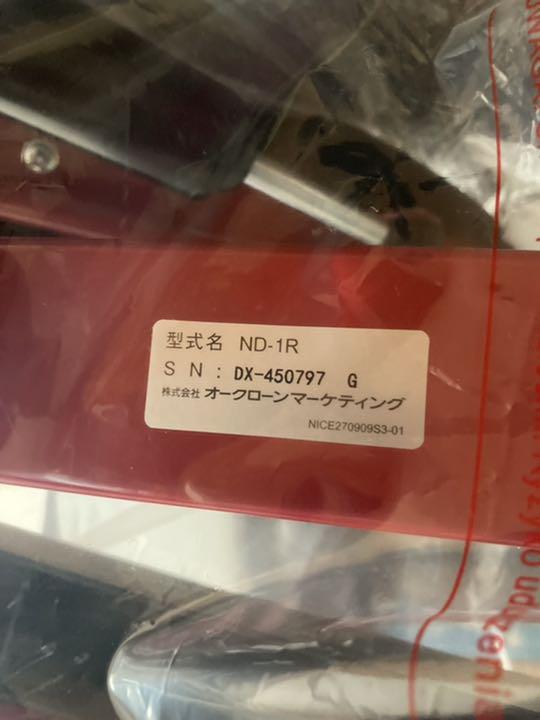 型式名 ND-1R
S N : DX-450797 G
株式会社 オークローンマーケティング
NICE270909S3-01